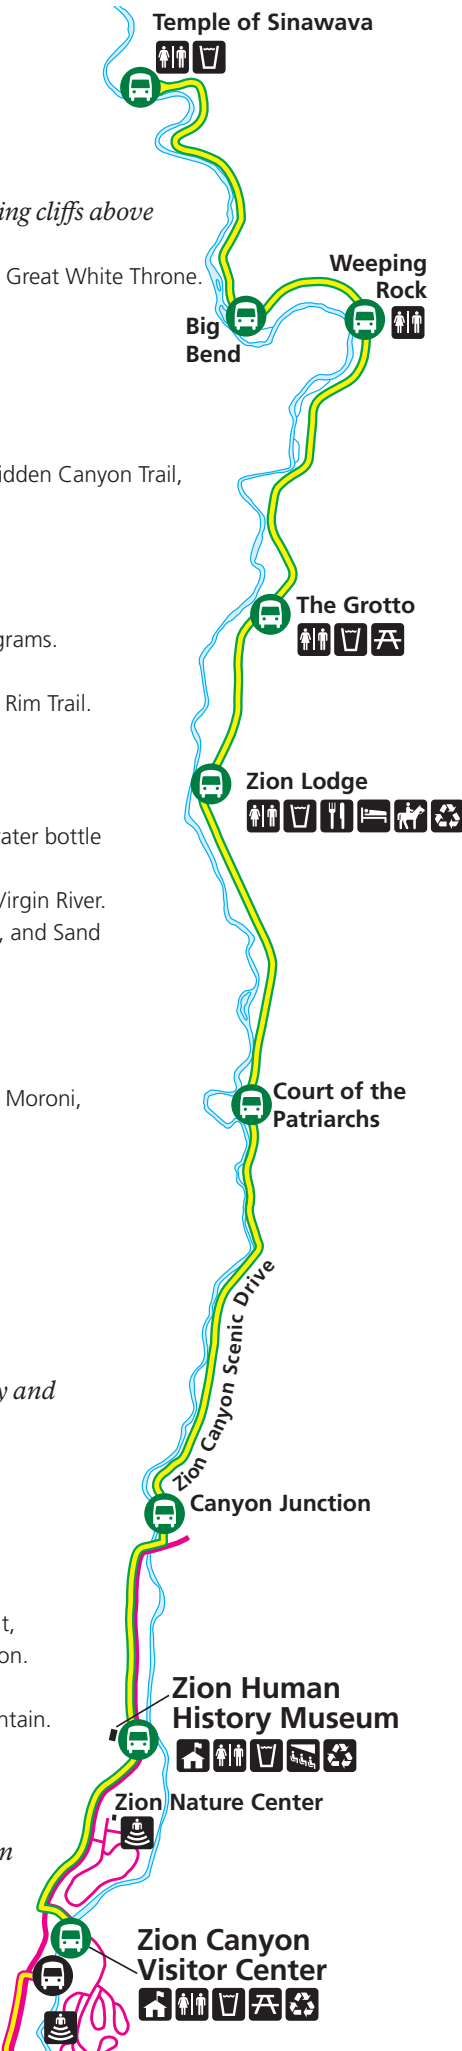 Temple of Sinawava
ing cliffs above
Great White Throne.
Weeping
Rock
Big
Bend
idden Canyon Trail,
The Grotto
grams.
Rim Trail.
Zion Lodge
ater bottle
Virgin River.
, and Sand
Court of the
Patriarchs
Moroni,
Zion Canyon Scenic Drive
y and
Canyon Junction
t,
on.
Zion Human
History Museum
ntain.
Zion Nature Center
n
Zion Canyon
Visitor Center